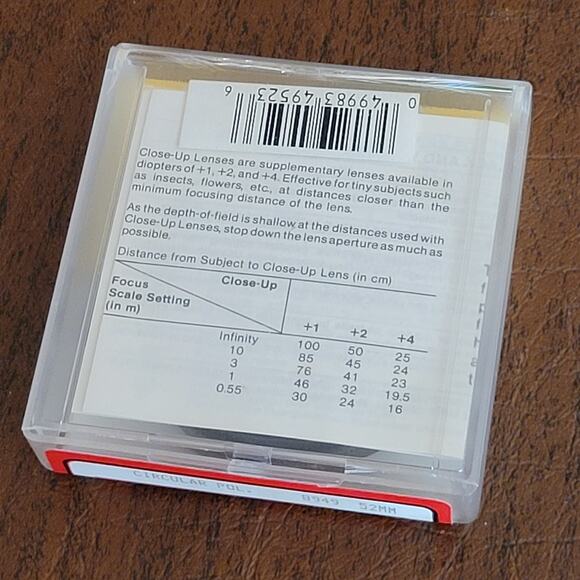 0 49983 49523 6
Close-Up Lenses are supplementary lenses available in
diopters of +1, +2, and +4. Effective for tiny subjects such
as insects, flowers, etc., at distances closer than the
minimum focusing distance of the lens.
As the depth-of-field is shallow at the distances used with
Close-Up Lenses, stop down the lens aperture as much as
possible.
Distance from Subject to Close-Up Lens (in cm)
Close-Up
Focus
Scale Setting
(in m)
+1 +2 +4
Infinity 100 50 25
10 85 45 24
3 76 41 23
1 46 32 19.5
0.55 30 24 16
CIRCULAR POL. 8949 52MM